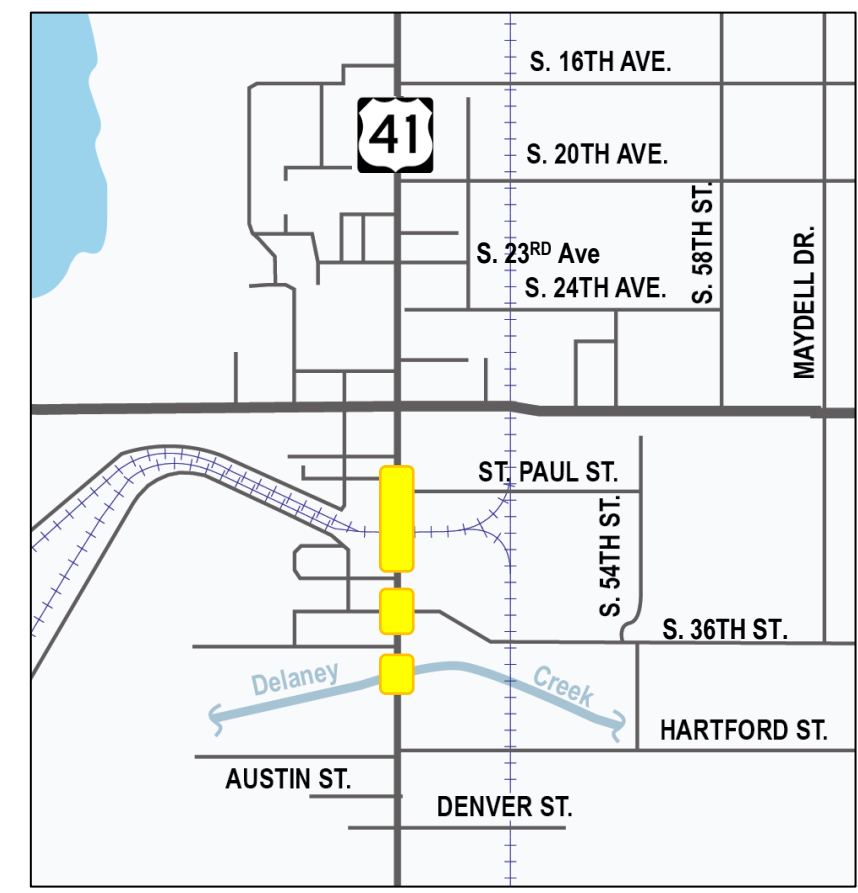 S. 16TH AVE.
41
S. 20TH AVE.
S. 58TH ST.
MAYDELL DR.
S. 23RD Ave
S. 24TH AVE.
ST. PAUL ST.
S. 54TH ST.
S. 36TH ST.
Delaney Creek
HARTFORD ST.
AUSTIN ST.
DENVER ST.